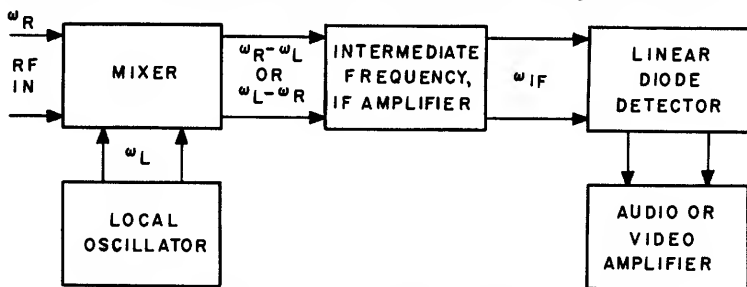 ωR
RF
IN
MIXER
ωL
LOCAL
OSCILLATOR
ωR-ωL
OR
ωL-ωR
INTERMEDIATE
FREQUENCY,
IF AMPLIFIER
ωIF
LINEAR
DIODE
DETECTOR
AUDIO OR
VIDEO
AMPLIFIER